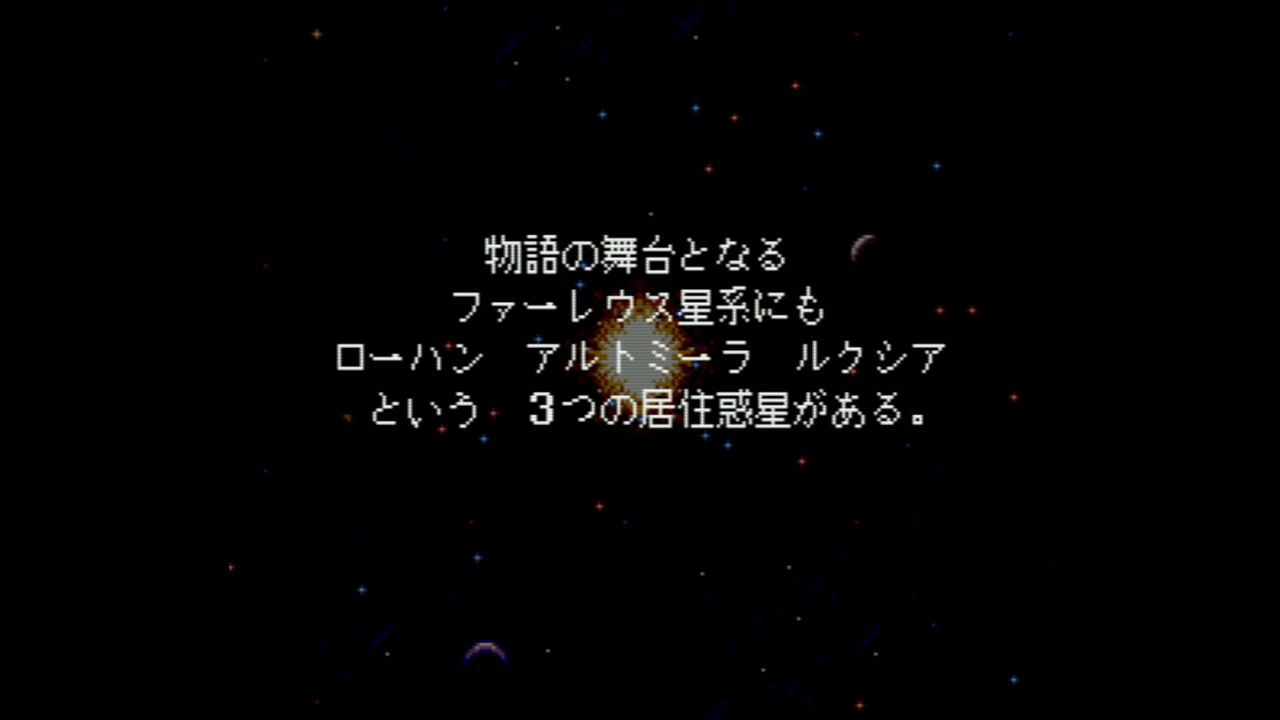 物語の舞台となる
ファーレウス星系にも
ローハン　アルトミーラ　ルクシア
という　3つの居住惑星がある。